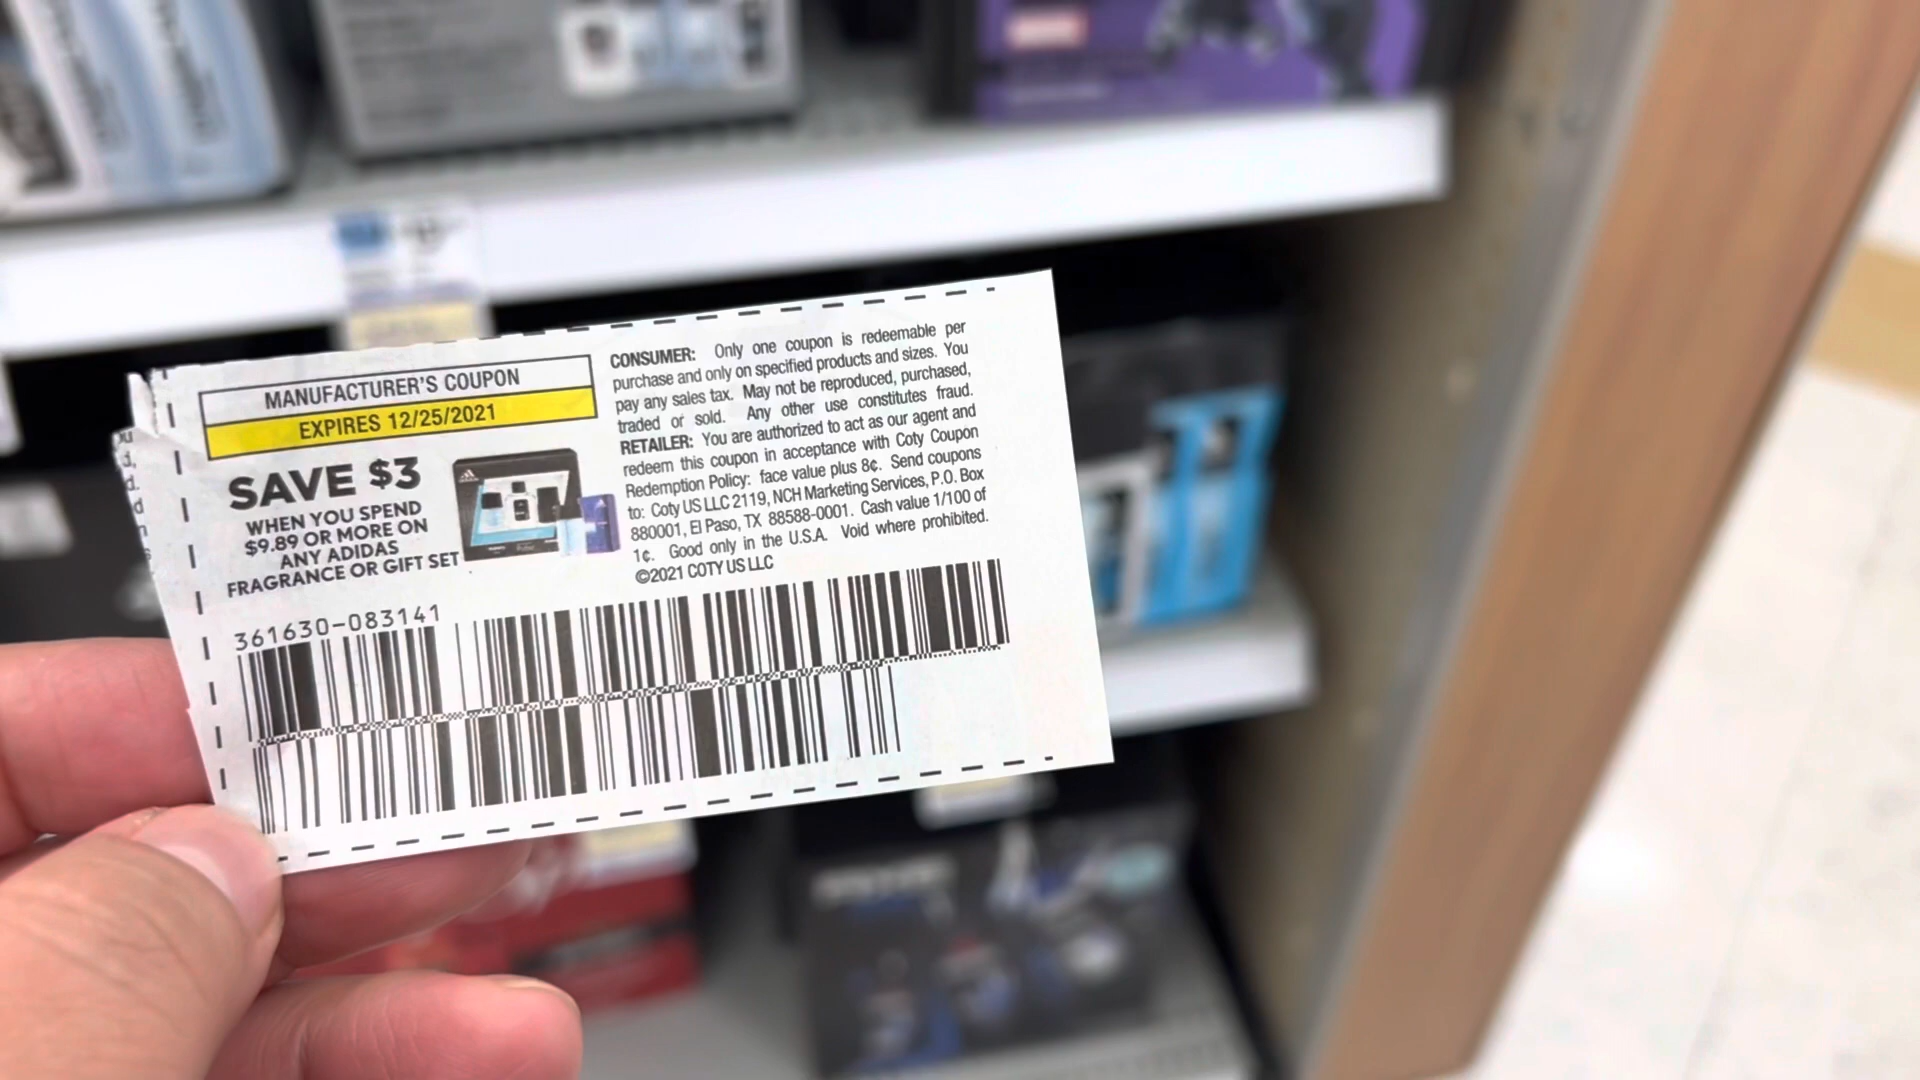 MANUFACTURER'S COUPON
EXPIRES 12/25/2021
SAVE $3
WHEN YOU SPEND
$9.89 OR MORE ON
ANY ADIDAS
FRAGRANCE OR GIFT SET
CONSUMER: Only one coupon is redeemable per
purchase and only on specified products and sizes. You
pay any sales tax. May not be reproduced, purchased,
traded or sold. Any other use constitutes fraud.
RETAILER: You are authorized to act as our agent and
redeem this coupon in acceptance with Coty Coupon
Redemption Policy: face value plus 8¢. Send coupons
to: Coty US LLC 2119, NCH Marketing Services, P.O. Box
880001, El Paso, TX 88588-0001. Cash value 1/100 of
1¢. Good only in the U.S.A. Void where prohibited.
©2021 COTY US LLC
361630-083141